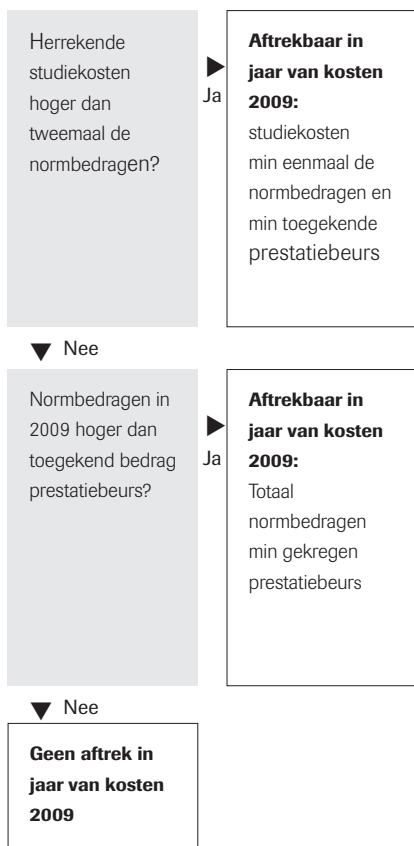 Herrekende
studiekosten
hoger dan
tweemaal de
normbedragen?
Ja
Aftrekbaar in
jaar van kosten
2009:
studiekosten
min eenmaal de
normbedragen en
min toegekende
prestatiebeurs
Nee
Normbedragen in
2009 hoger dan
toegekend bedrag
prestatiebeurs?
Ja
Aftrekbaar in
jaar van kosten
2009:
Totaal
normbedragen
min gekregen
prestatiebeurs
Nee
Geen aftrek in
jaar van kosten
2009